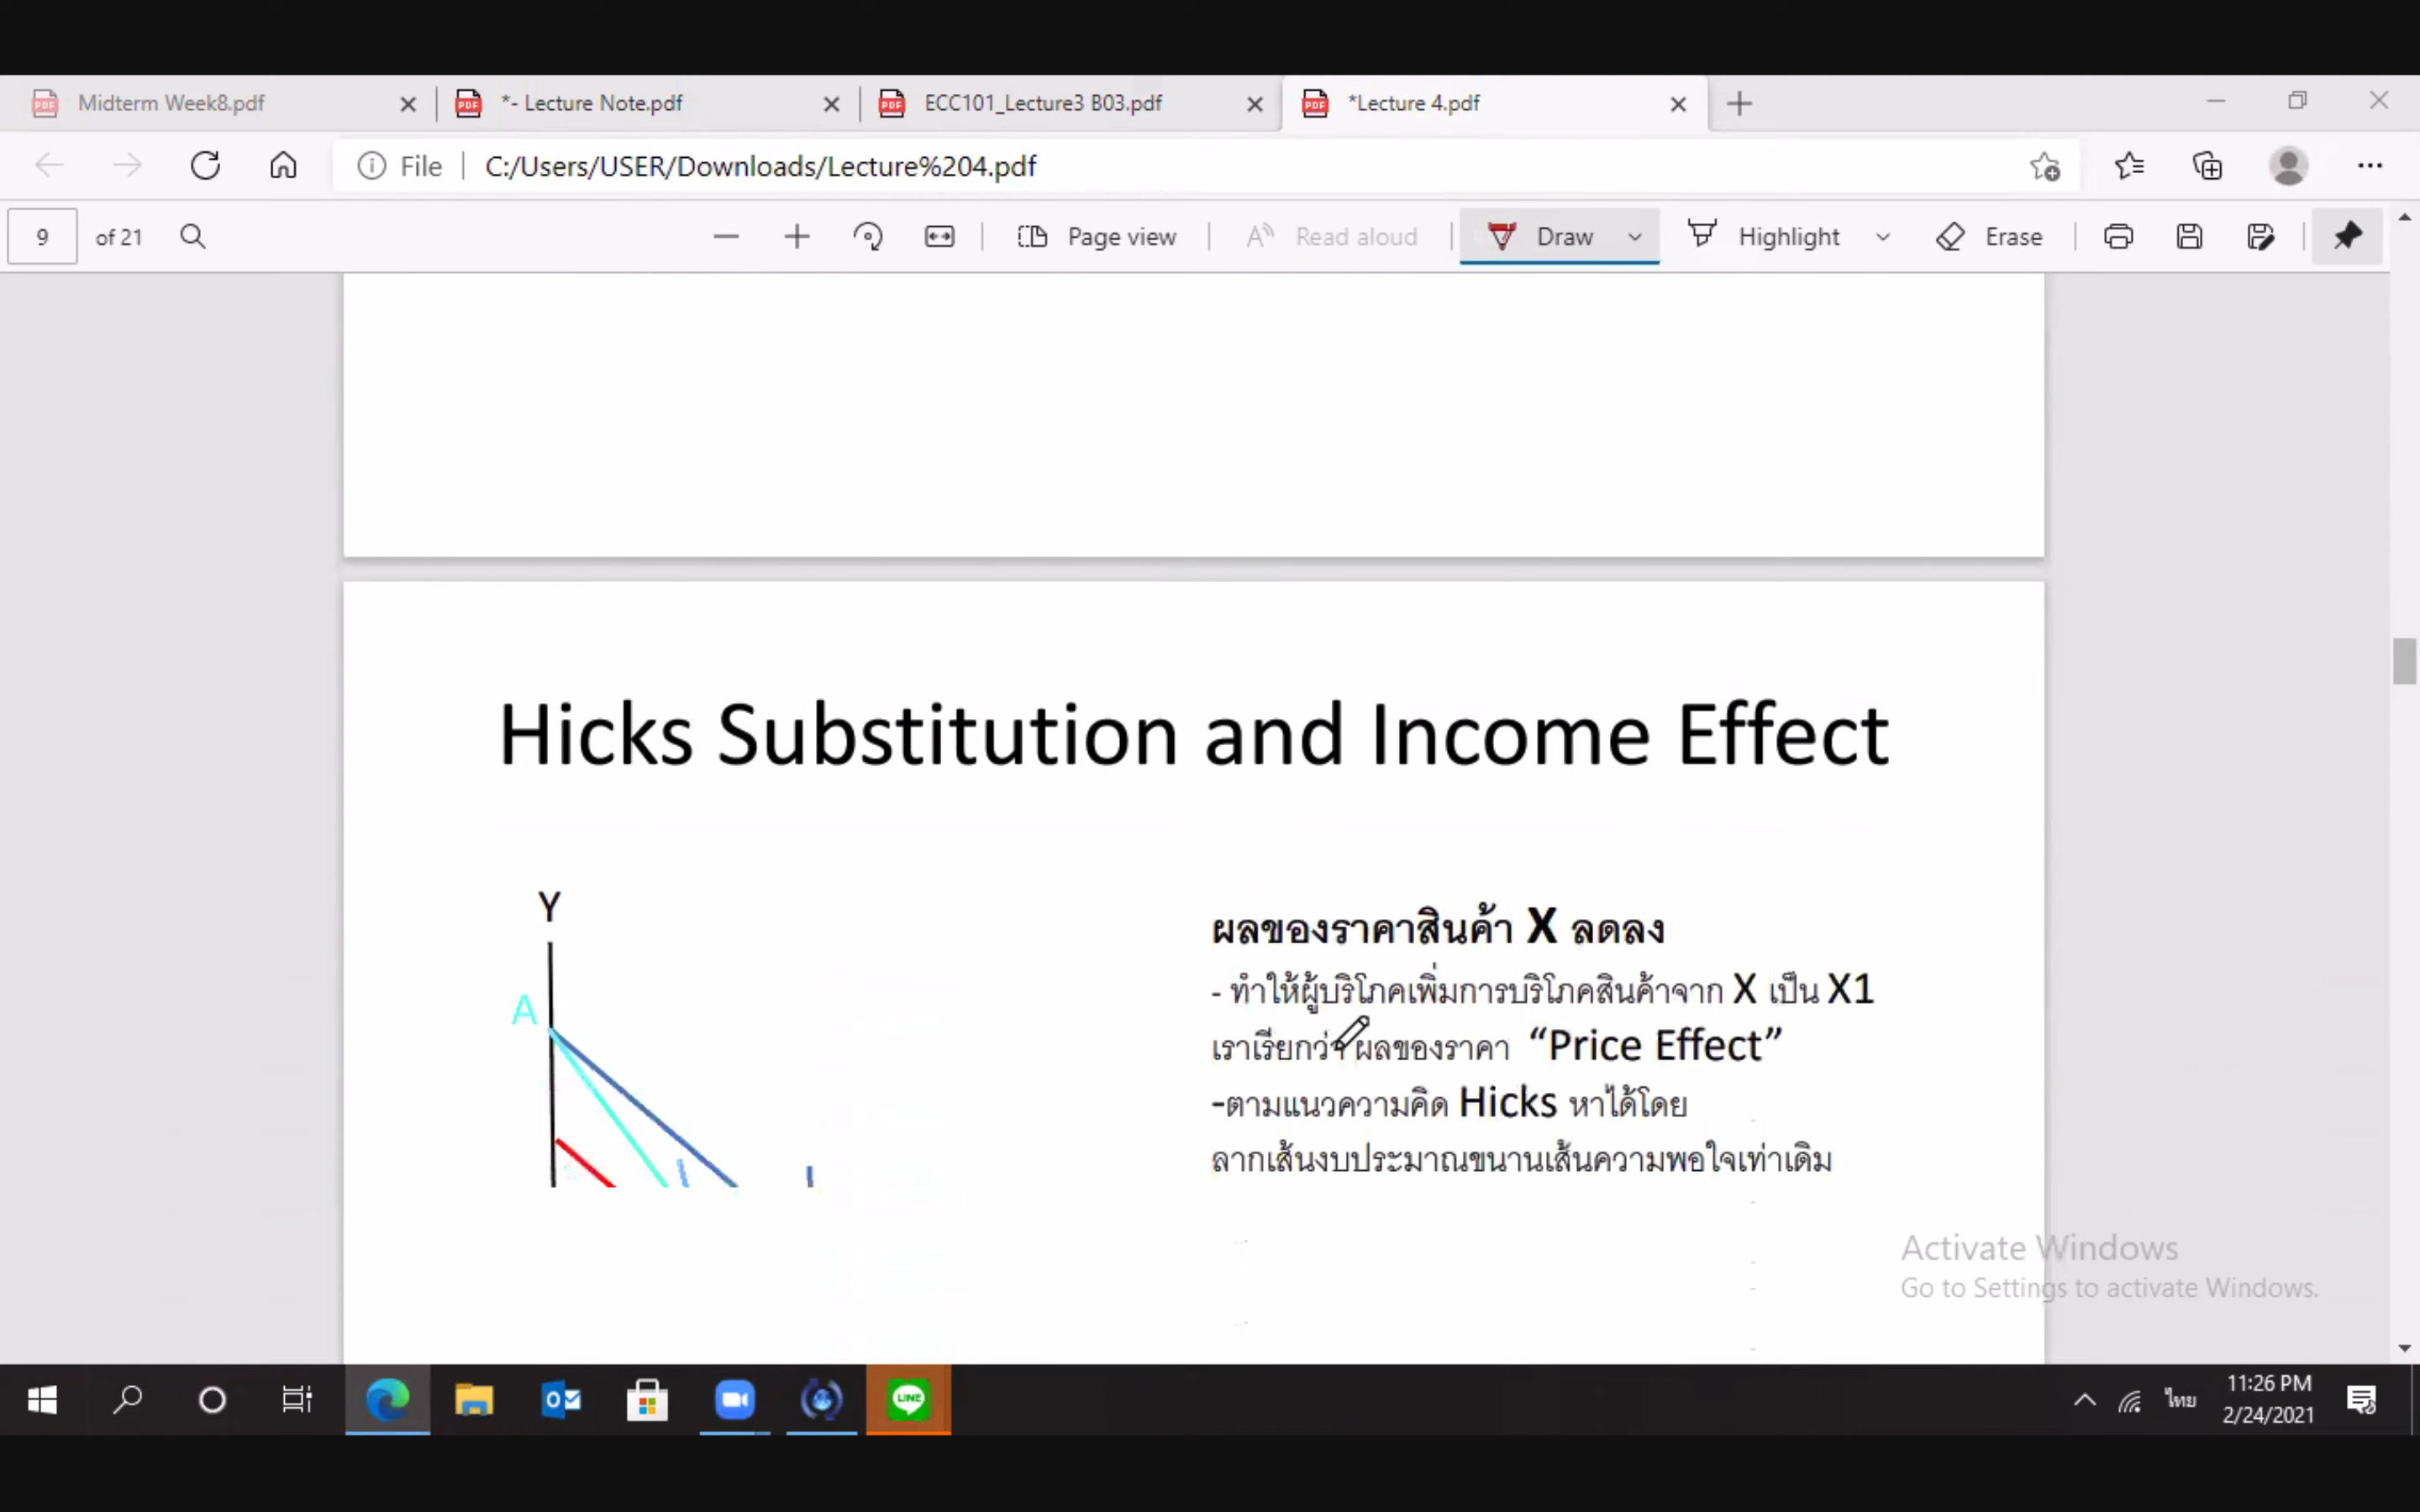 Midterm Week8.pdf
*- Lecture Note.pdf
ECC101_Lecture3 B03.pdf
*Lecture 4.pdf
File
C:/Users/USER/Downloads/Lecture%204.pdf
9
of 21
Page view
Read aloud
Draw
Highlight
Erase
Hicks Substitution and Income Effect
Y
A
ผลของราคาสินค้า X ลดลง
- ทำให้ผู้บริโภคเพิ่มการบริโภคสินค้าจาก X เป็น X1
เราเรียกว่า ผลของราคา “Price Effect”
-ตามแนวความคิด Hicks หาได้โดย
ลากเส้นงบประมาณขนานเส้นความพอใจเท่าเดิม
Activate Windows
Go to Settings to activate Windows.
LINE
ไทย
11:26 PM
2/24/2021